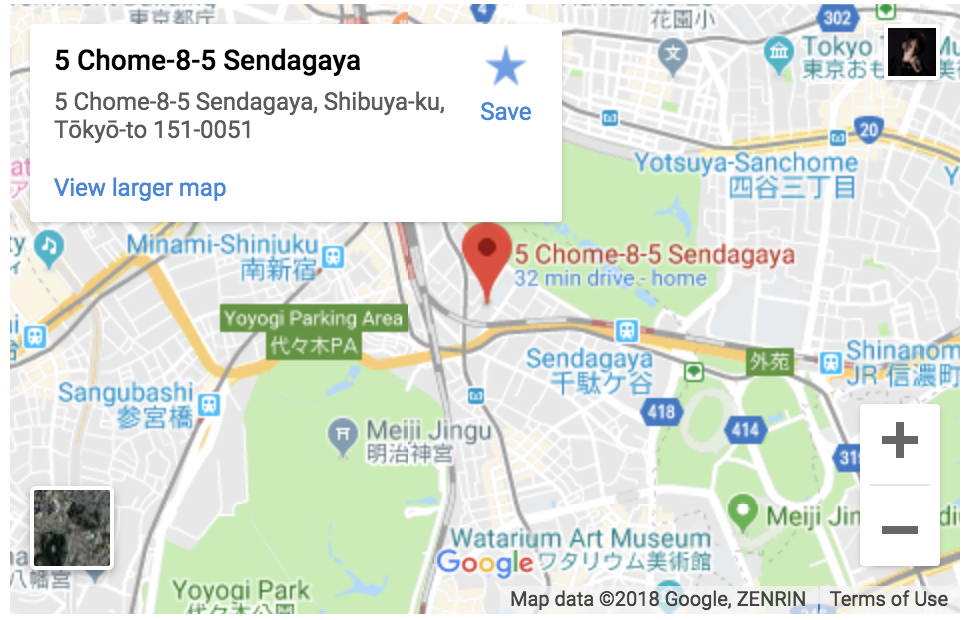 東京都庁
4
花園小
302
5 Chome-8-5 Sendagaya
5 Chome-8-5 Sendagaya, Shibuya-ku,
Tōkyō-to 151-0051
Save
View larger map
文
Tokyo
東京おも
20
Yotsuya-Sanchome
四谷三丁目
Minami-Shinjuku
南新宿
5 Chome-8-5 Sendagaya
32 min drive - home
Yoyogi Parking Area
代々木PA
Sendagaya
千駄ケ谷
外苑
Shinanom
JR 信濃町
Sangubashi
参宮橋
418
414
319
Meiji Jingu
明治神宮
Meiji Jin
Watarium Art Museum
ワタリウム美術館
Google
八幡宮
Yoyogi Park
代々木公園
Map data ©2018 Google, ZENRIN
Terms of Use